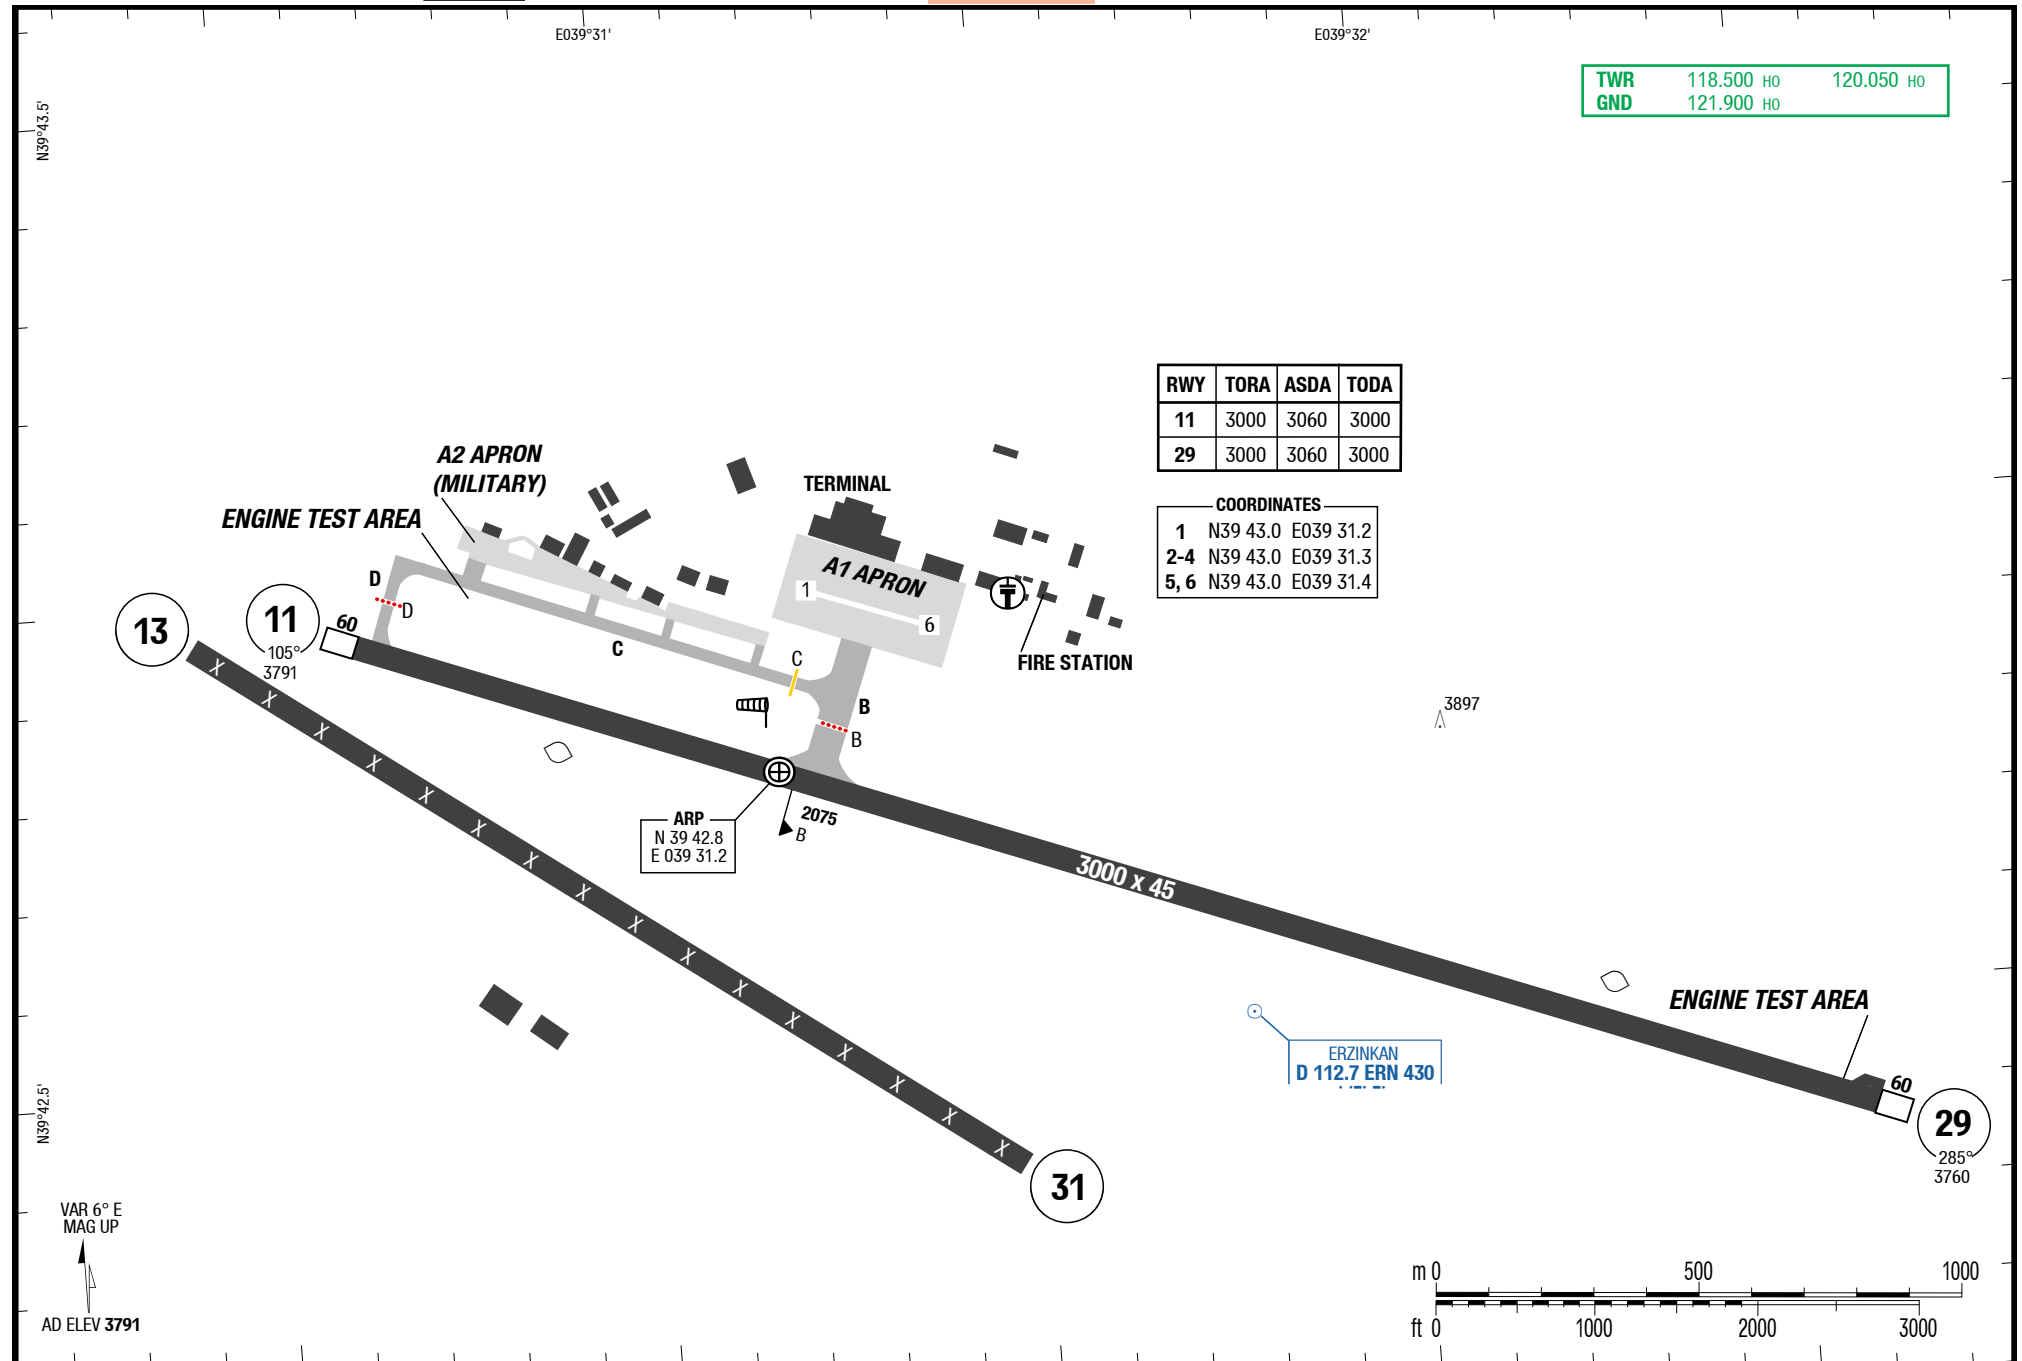 E039°31'
E039°32'
TWR 118.500 HO 120.050 HO
GND 121.900 HO
N39°43.5'
RWY TORA ASDA TODA
11 3000 3060 3000
29 3000 3060 3000
COORDINATES
1 N39 43.0 E039 31.2
2-4 N39 43.0 E039 31.3
5, 6 N39 43.0 E039 31.4
A2 APRON
(MILITARY)
ENGINE TEST AREA
TERMINAL
A1 APRON
1
6
FIRE STATION
D
D
13
11
105°
3791
60
C
C
B
B
3897
ARP
N 39 42.8
E 039 31.2
2075
B
3000 x 45
X X X X X X X X X X X X X X X X
ENGINE TEST AREA
ERZINKAN
D 112.7 ERN 430
60
29
285°
3760
N39°42.5'
31
VAR 6° E
MAG UP
AD ELEV 3791
m 0 500 1000
ft 0 1000 2000 3000